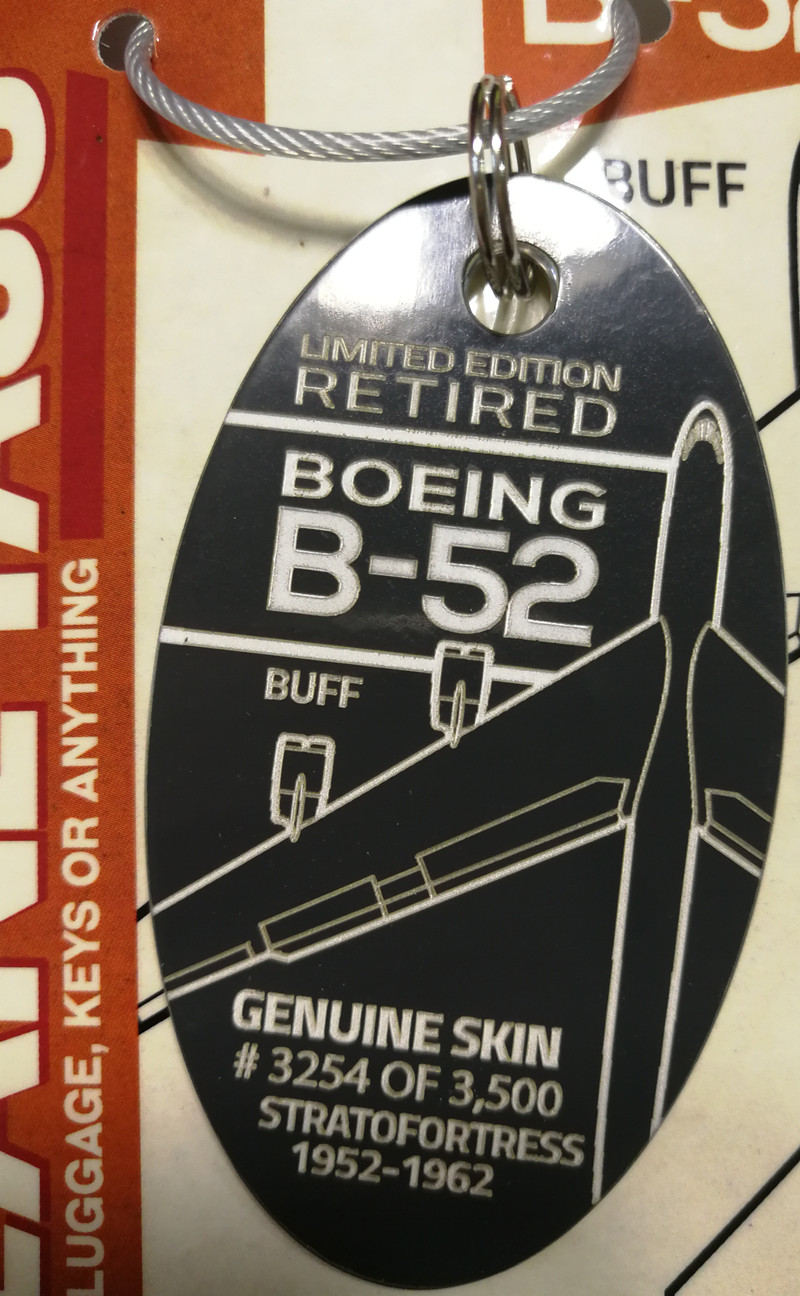 BUFF
LIMITED EDITION
RETIRED
BOEING
B-52
BUFF
GENUINE SKIN
# 3254 OF 3,500
STRATOFORTRESS
1952-1962
LUGGAGE, KEYS OR ANYTHING